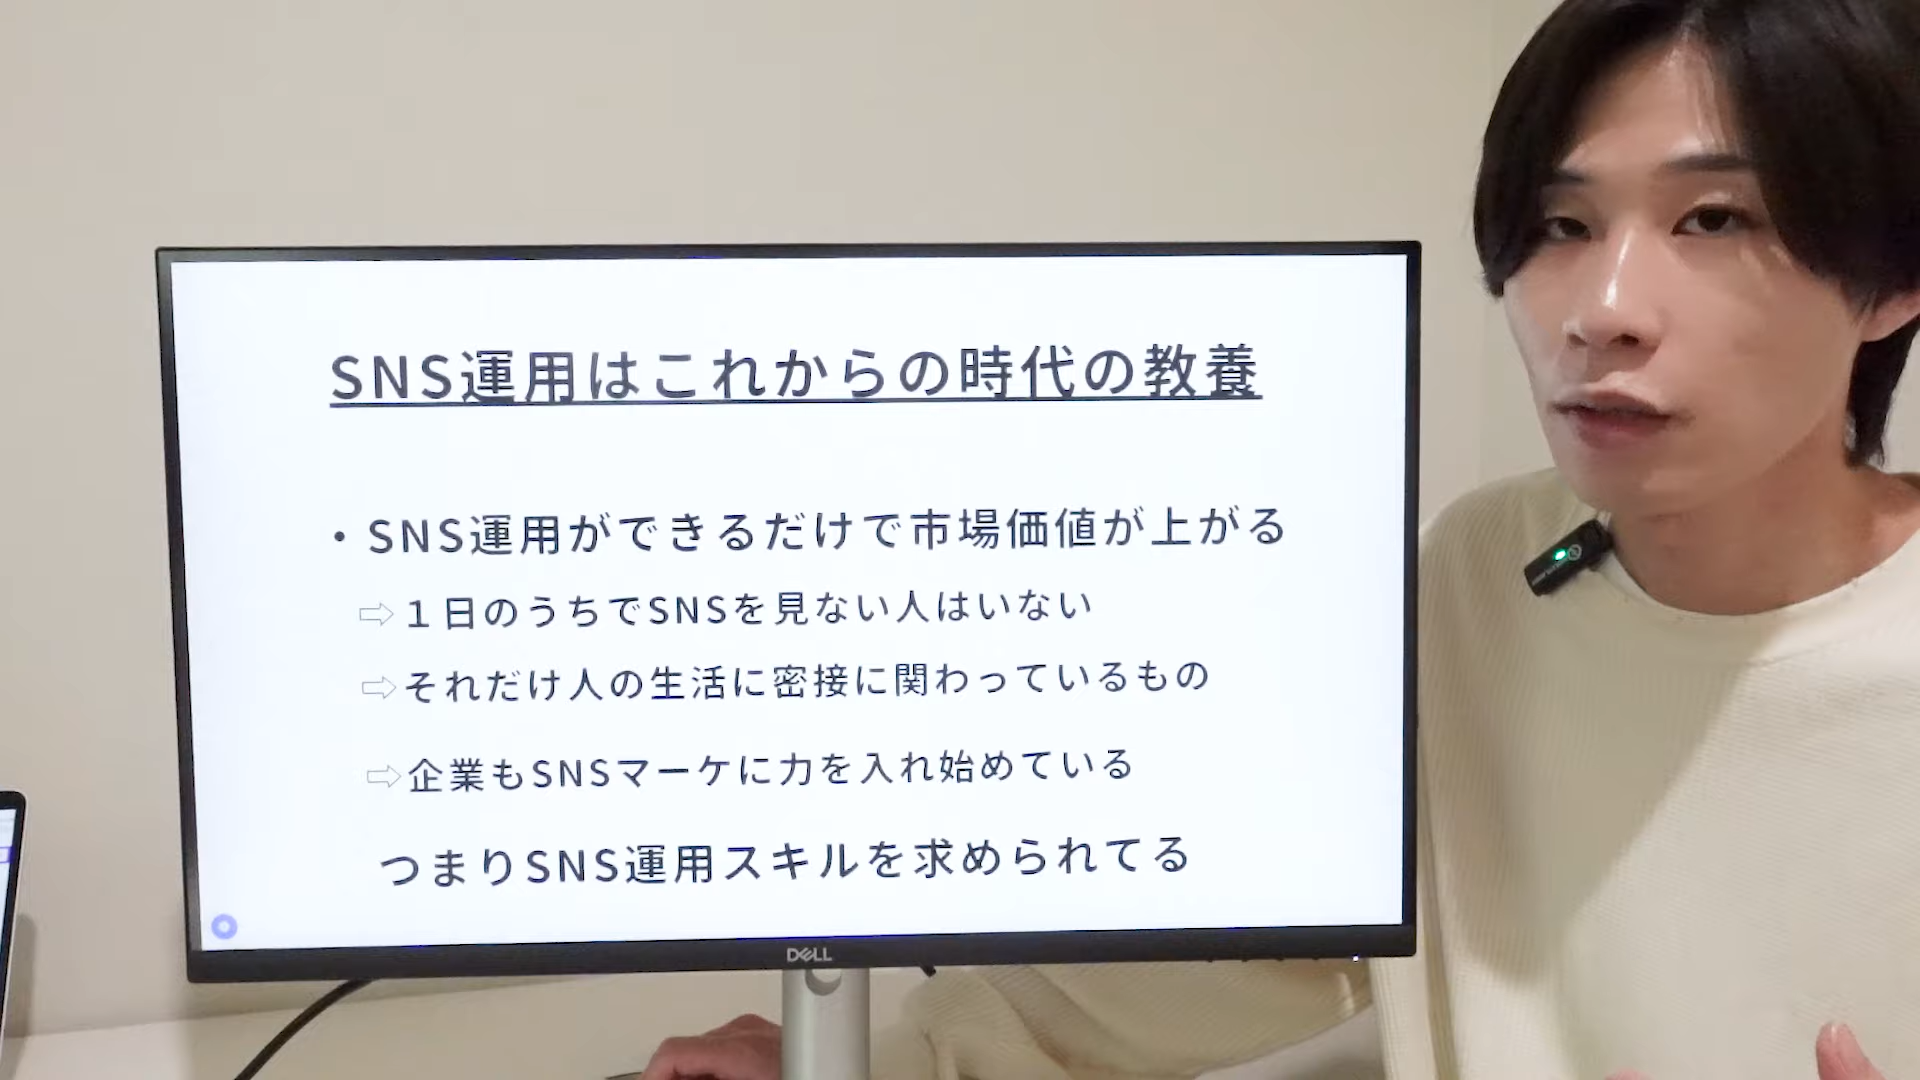 SNS運用はこれからの時代の教養
・SNS運用ができるだけで市場価値が上がる
⇨１日のうちでSNSを見ない人はいない
⇨それだけ人の生活に密接に関わっているもの
⇨企業もSNSマーケに力を入れ始めている
つまりSNS運用スキルを求められてる
DELL